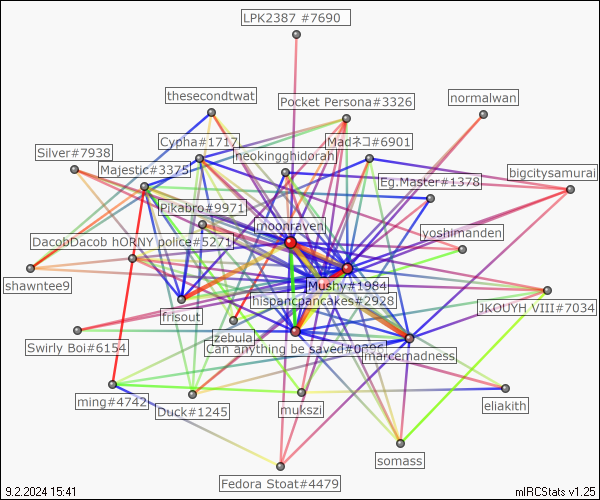 LPK2387 #7690
thesecondtwat
Pocket Persona#3326
normalwan
Cypha#1717
Madネコ#6901
Silver#7938
Majestic#3375
neokingghidorah
bigcitysamurai
Pikabro#9971
Eg.Master#1378
moonraven
yoshimanden
DacobDacob hORNY police#5271
shawntee9
Mushy#1984
hispancpancakes#2928
JKOUYH VIII#7034
frisout
zebula
Swirly Boi#6154
Can anything be saved#0396
marcemadness
ming#4742
Duck#1245
mukszi
eliakith
somass
Fedora Stoat#4479
9.2.2024 15:41
mIRCStats v1.25